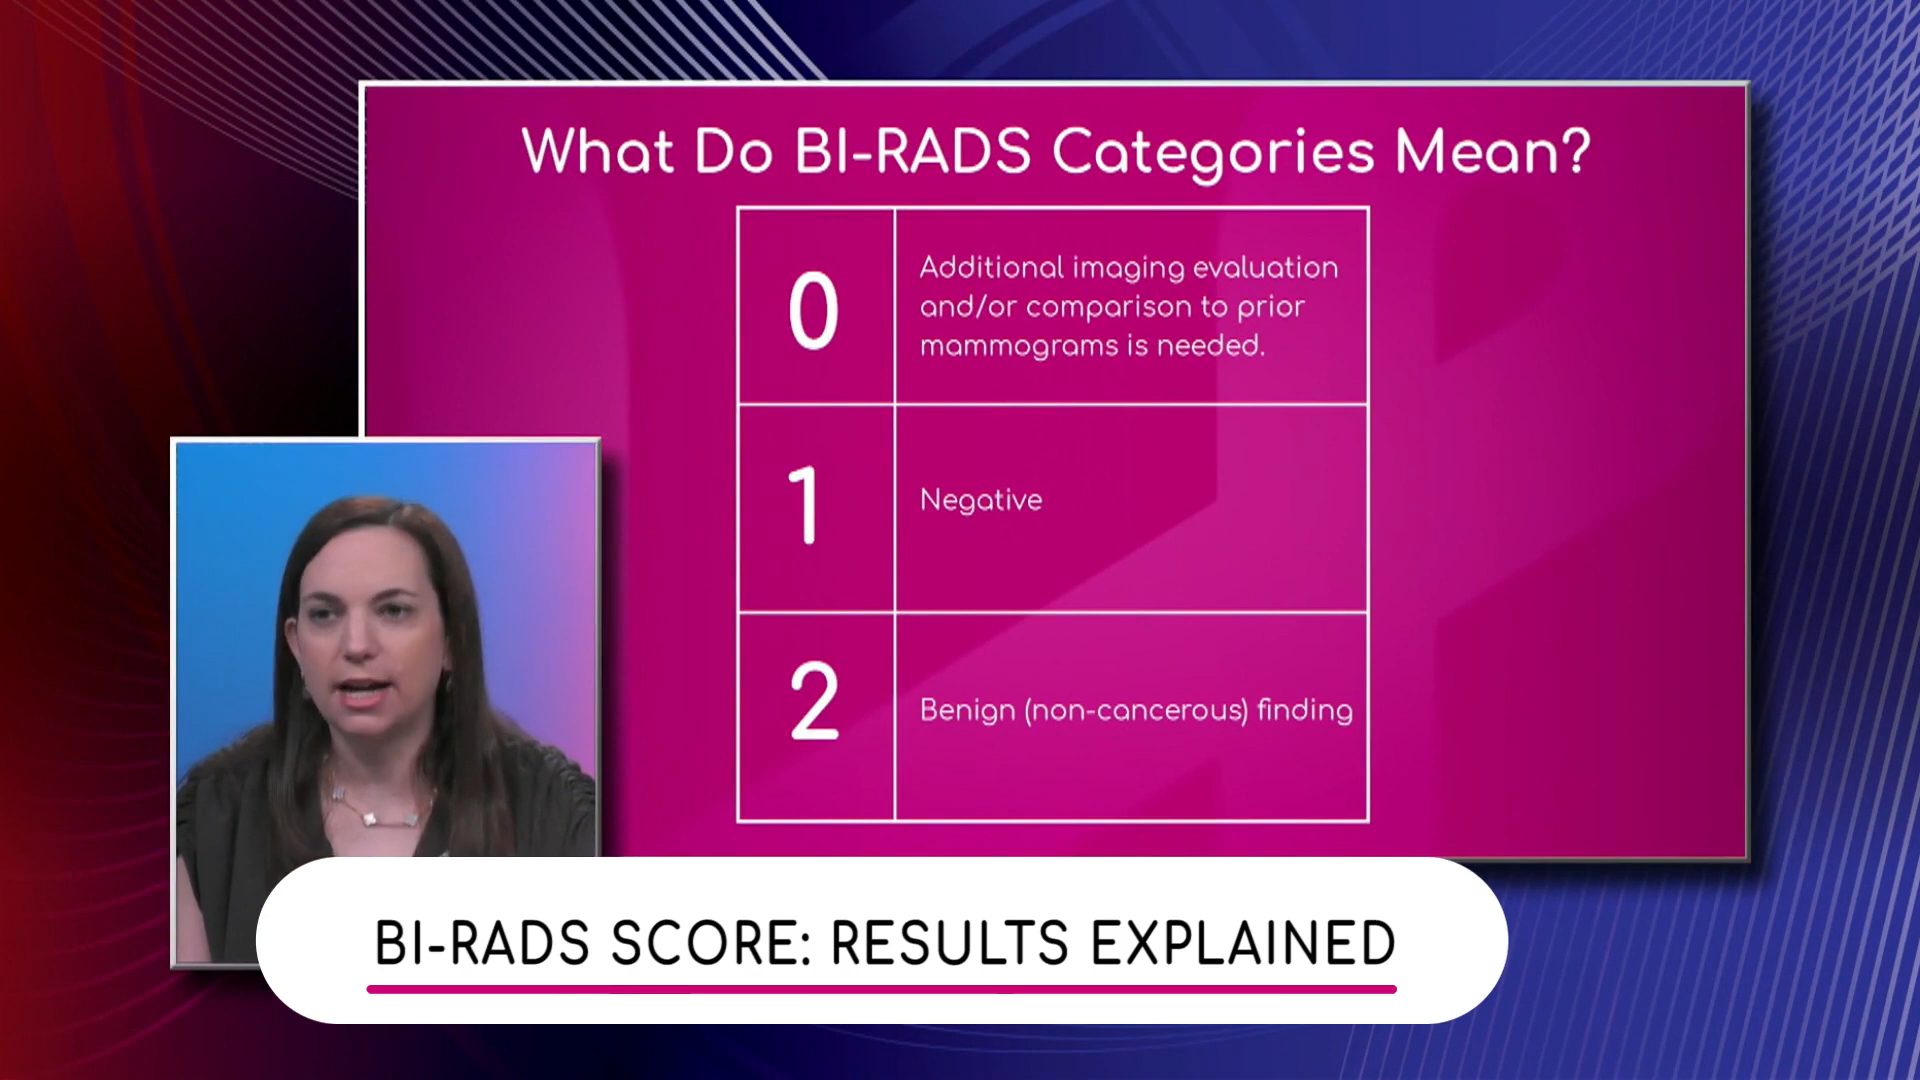 What Do BI-RADS Categories Mean?
0
Additional imaging evaluation
and/or comparison to prior
mammograms is needed.
1
Negative
2
Benign (non-cancerous) finding
BI-RADS SCORE: RESULTS EXPLAINED